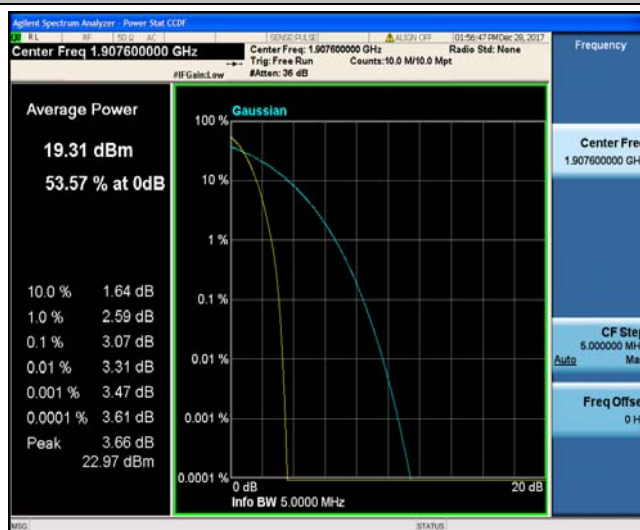 Agilent Spectrum Analyzer - Power Stat CCDF
RL RF 50 Ω AC SENSE:PULSE ALIGN OFF 01:56:47 PM Dec 28, 2017
Center Freq 1.907600000 GHz
Center Freq: 1.907600000 GHz Radio Std: None
Trig: Free Run Counts:10.0 M/10.0 Mpt
#IFGain:Low #Atten: 36 dB
Frequency
Average Power
19.31 dBm
53.57 % at 0dB
10.0 % 1.64 dB
1.0 % 2.59 dB
0.1 % 3.07 dB
0.01 % 3.31 dB
0.001 % 3.47 dB
0.0001 % 3.61 dB
Peak 3.66 dB
22.97 dBm
Gaussian
100 %
10 %
1 %
0.1 %
0.01 %
0.001 %
0.0001 %
0 dB 20 dB
Info BW 5.0000 MHz
Center Fre
1.907600000 GH
CF Step
5.000000 MH
Auto Ma
Freq Offse
0 H
MSG STATUS